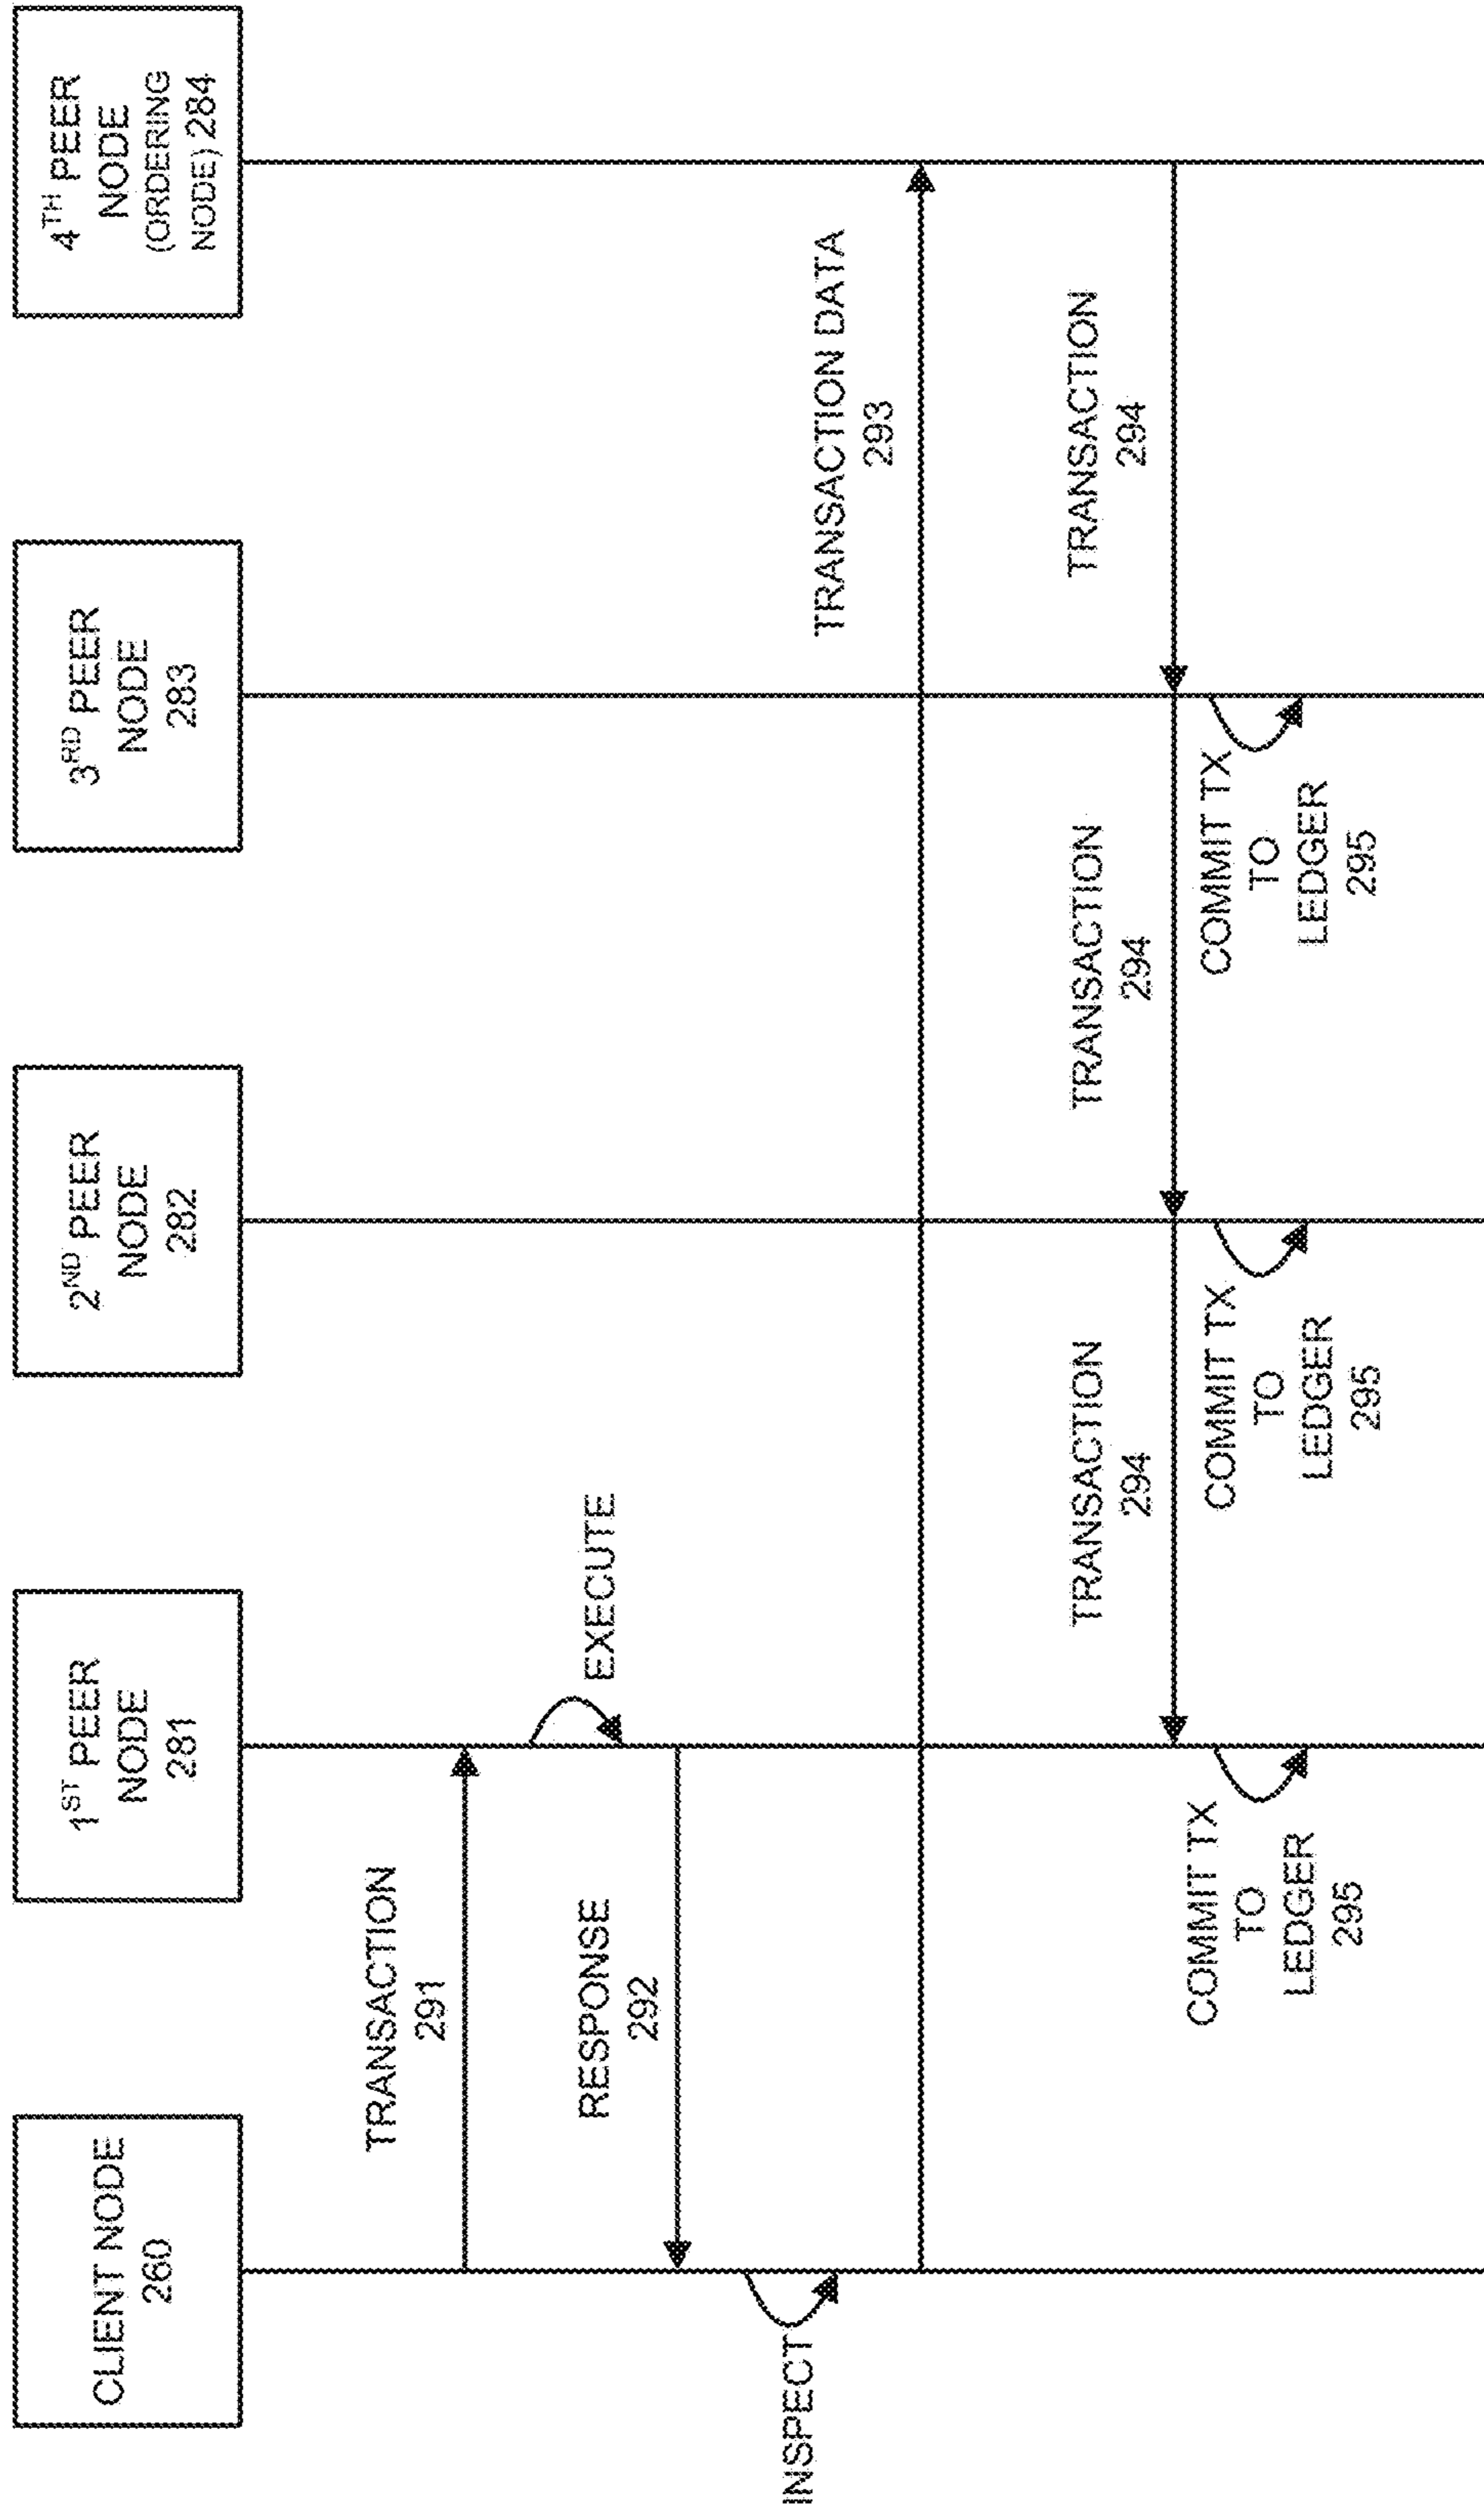 CLIENT NODE
260
1ST PEER
NODE
281
2ND PEER
NODE
282
3RD PEER
NODE
283
4TH PEER
NODE
(ORDERING
NODE) 284
TRANSACTION
291
EXECUTE
RESPONSE
292
INSPECT
TRANSACTION DATA
293
TRANSACTION
294
TRANSACTION
294
TRANSACTION
294
COMMIT TX
TO
LEDGER
295
COMMIT TX
TO
LEDGER
295
COMMIT TX
TO
LEDGER
295